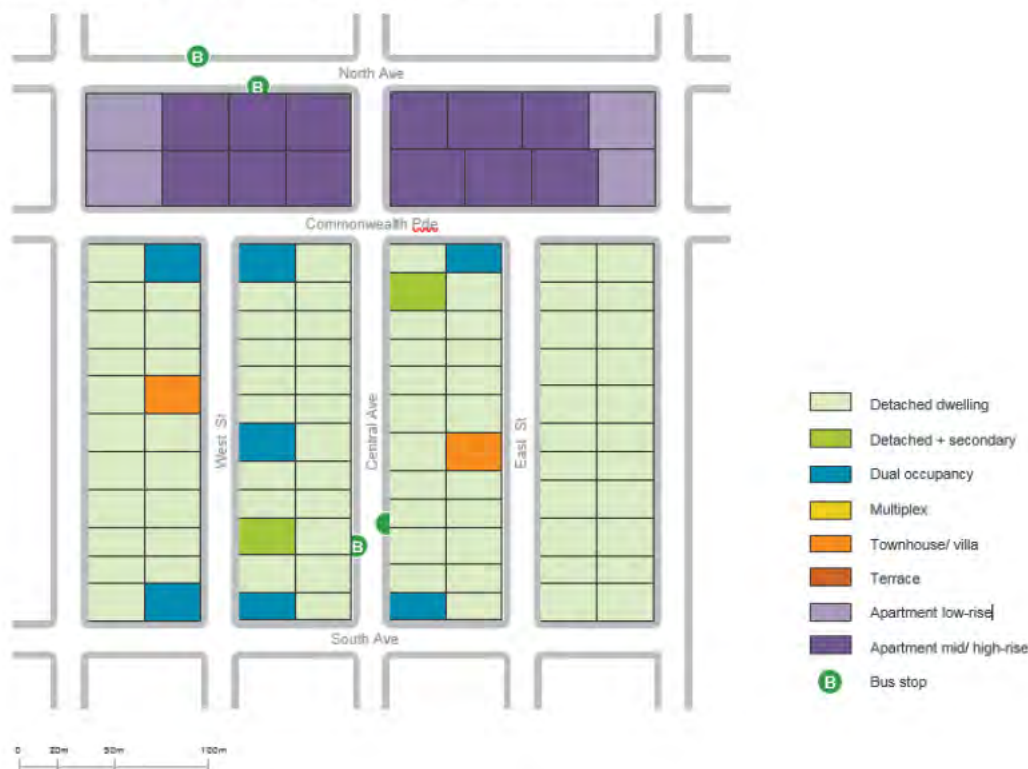 B
North Ave
B
Commonwealth Pde
West St
Central Ave
East St
B
South Ave
Detached dwelling
Detached + secondary
Dual occupancy
Multiplex
Townhouse/ villa
Terrace
Apartment low-rise
Apartment mid/ high-rise
B Bus stop
0 20m 50m 100m